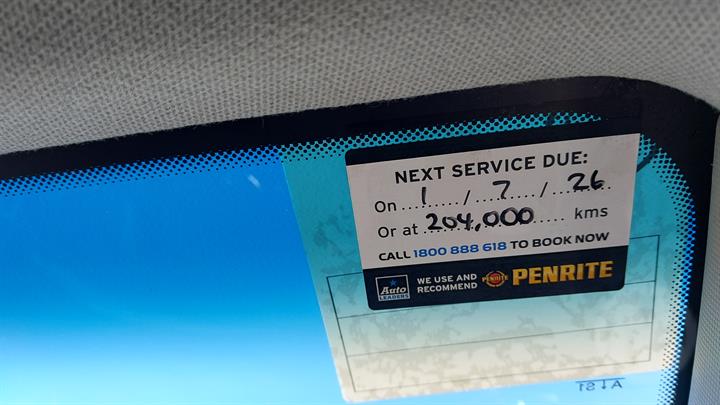 NEXT SERVICE DUE:
On 1 / 7 / 26
Or at 204,000 kms
CALL 1800 888 618 TO BOOK NOW
Auto LEADERS WE USE AND RECOMMEND PENRITE PENRITE